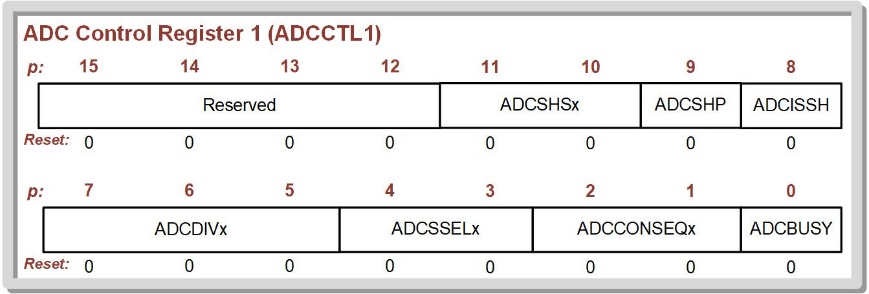 ADC Control Register 1 (ADCCTL1)
p: 15 14 13 12 11 10 9 8
Reserved ADCSHSx ADCSHP ADCISSH
Reset: 0 0 0 0 0 0 0 0
p: 7 6 5 4 3 2 1 0
ADCDIVx ADCSSELx ADCCONSEQx ADCBUSY
Reset: 0 0 0 0 0 0 0 0